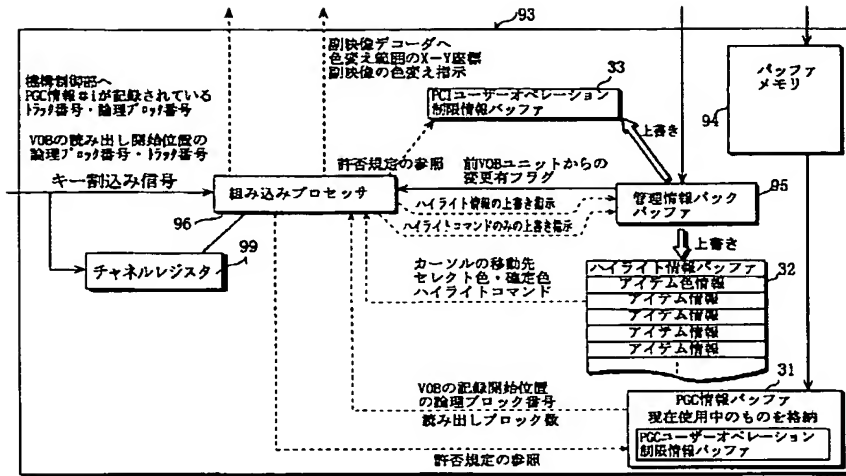 93
副映像デコーダへ
色変え範囲のX-Y座標
副映像の色変え指示
機構制御部へ
PGC情報#1が記録されている
トラック番号・論理ブロック番号
VOBの読み出し開始位置の
論理ブロック番号・トラック番号
キー割込み信号
33
PCIユーザーオペレーション
制限情報バッファ
上書き
バッファ
メモリ
94
許否規定の参照
前VOBユニットからの
変更有フラグ
95
組み込みプロセッサ
96
ハイライト情報の上書き指示
ハイライトコマンドのみの上書き指示
管理情報パック
バッファ
上書き
チャネルレジスタ
99
カーソルの移動先
セレクト色・確定色
ハイライトコマンド
ハイライト情報バッファ
32
アイテム色情報
アイテム情報
アイテム情報
アイテム情報
アイテム情報
31
VOBの記録開始位置
の論理ブロック番号
読み出しブロック数
PGC情報バッファ
現在使用中のものを格納
PGCユーザーオペレーション
制限情報バッファ
許否規定の参照